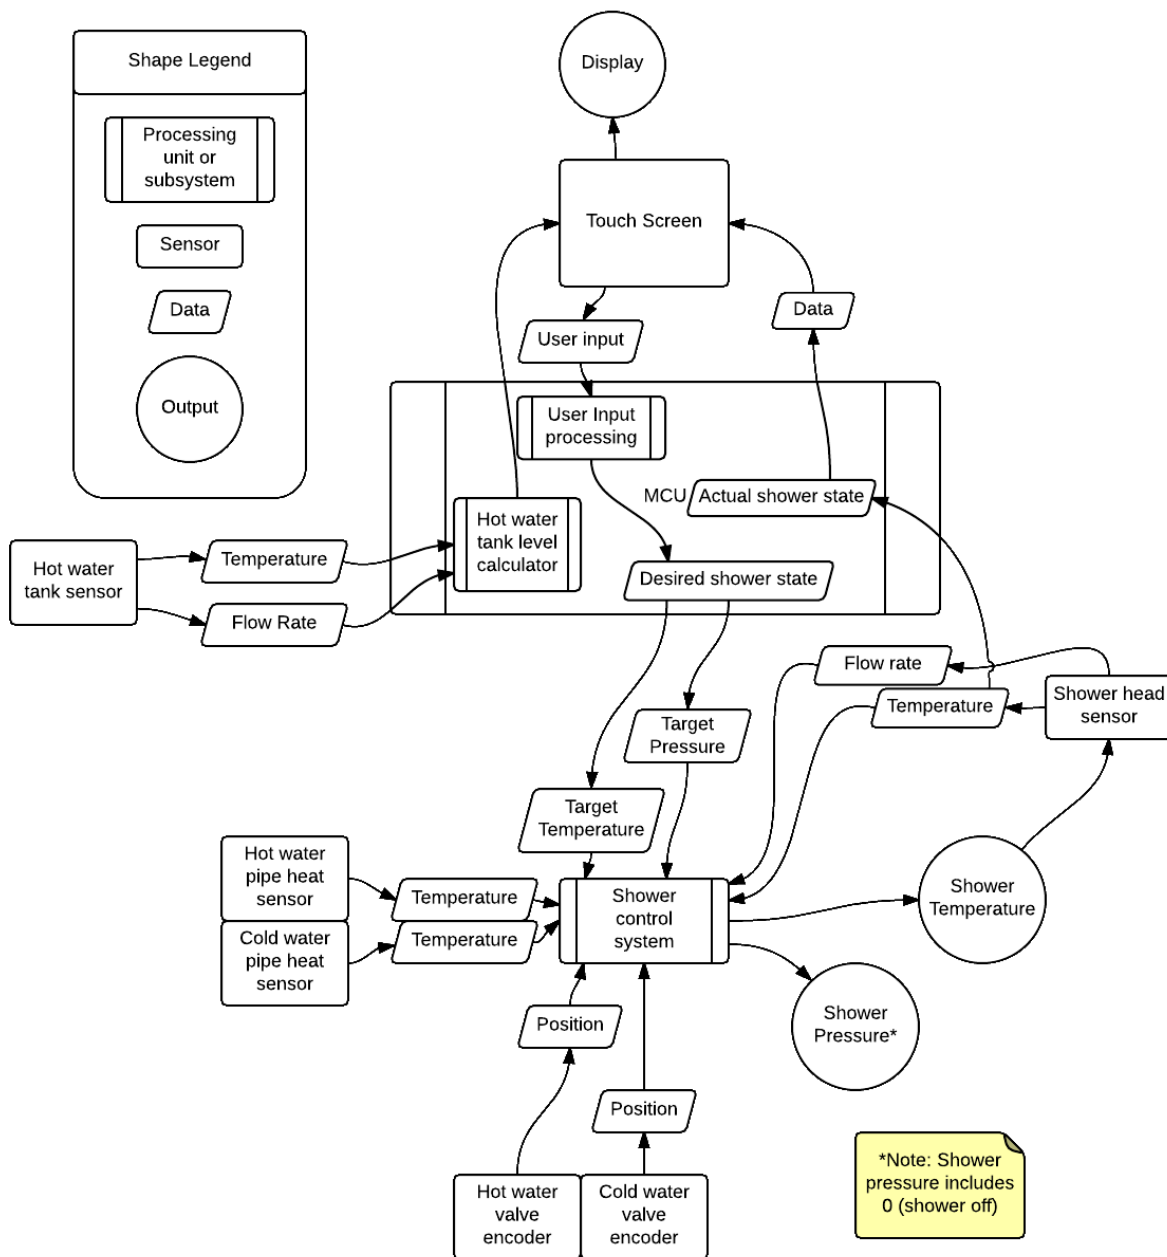 Shape Legend
Processing
unit or
subsystem
Sensor
Data
Output
Display
Touch Screen
User input
Data
User Input
processing
MCU
Actual shower state
Hot water
tank level
calculator
Desired shower state
Hot water
tank sensor
Temperature
Flow Rate
Flow rate
Temperature
Shower head
sensor
Target
Pressure
Target
Temperature
Hot water
pipe heat
sensor
Cold water
pipe heat
sensor
Temperature
Temperature
Shower
control
system
Shower
Temperature
Shower
Pressure*
Position
Position
Hot water
valve
encoder
Cold water
valve
encoder
*Note: Shower
pressure includes
0 (shower off)